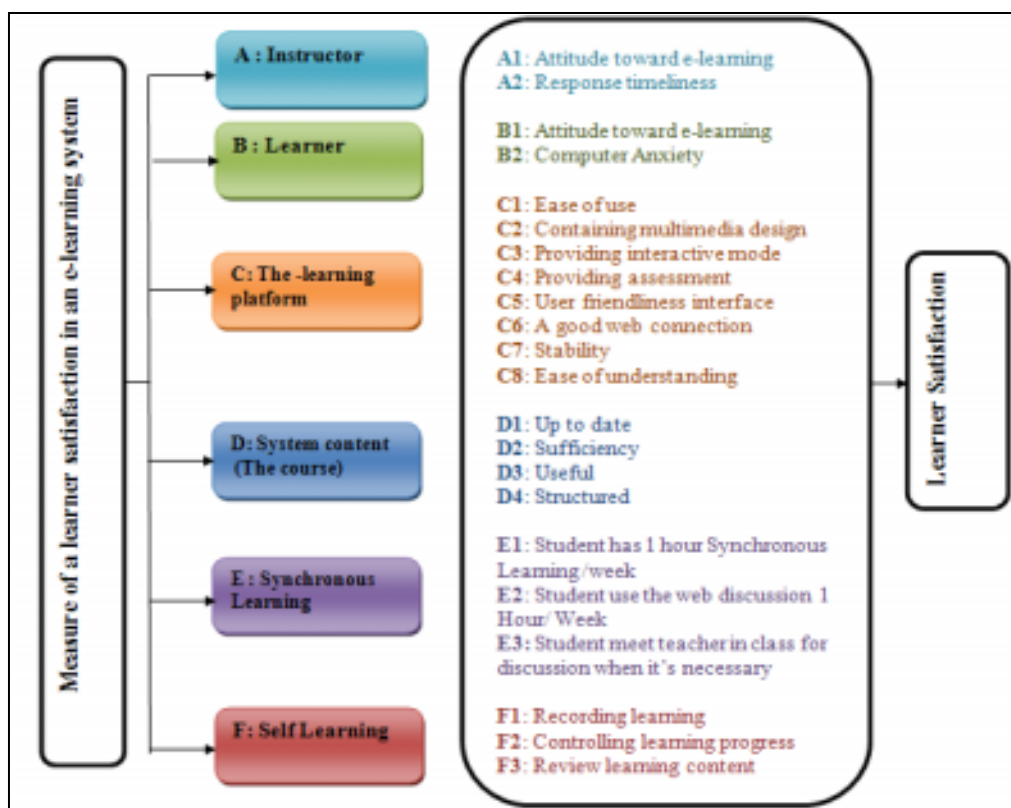 Measure of a learner satisfaction in an e-learning system
A : Instructor
B : Learner
C: The -learning
platform
D: System content
(The course)
E : Synchronous
Learning
F: Self Learning
A1: Attitude toward e-learning
A2: Response timeliness
B1: Attitude toward e-learning
B2: Computer Anxiety
C1: Ease of use
C2: Containing multimedia design
C3: Providing interactive mode
C4: Providing assessment
C5: User friendliness interface
C6: A good web connection
C7: Stability
C8: Ease of understanding
D1: Up to date
D2: Sufficiency
D3: Useful
D4: Structured
E1: Student has 1 hour Synchronous
Learning/week
E2: Student use the web discussion 1
Hour/ Week
E3: Student meet teacher in class for
discussion when it's necessary
F1: Recording learning
F2: Controlling learning progress
F3: Review learning content
Learner Satisfaction